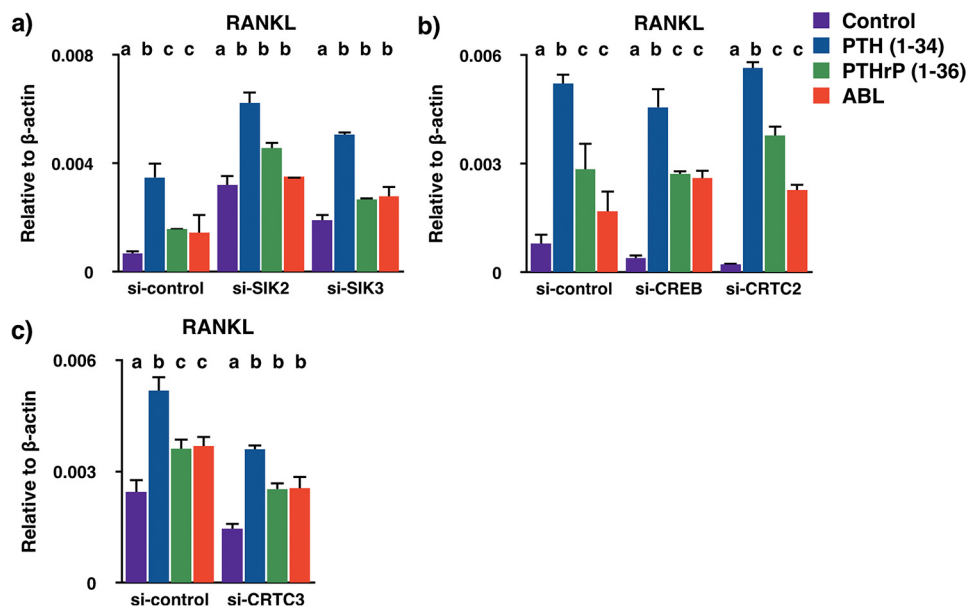 a)
RANKL
a b c c a b b b a b b b
0.008
0.004
0
Relative to β-actin
si-control si-SIK2 si-SIK3
b)
RANKL
a b c c a b c c a b c c
0.006
0.003
0
Relative to β-actin
si-control si-CREB si-CRTC2
Control
PTH (1-34)
PTHrP (1-36)
ABL
c)
RANKL
a b c c a b b b
0.006
0.003
0
Relative to β-actin
si-control si-CRTC3